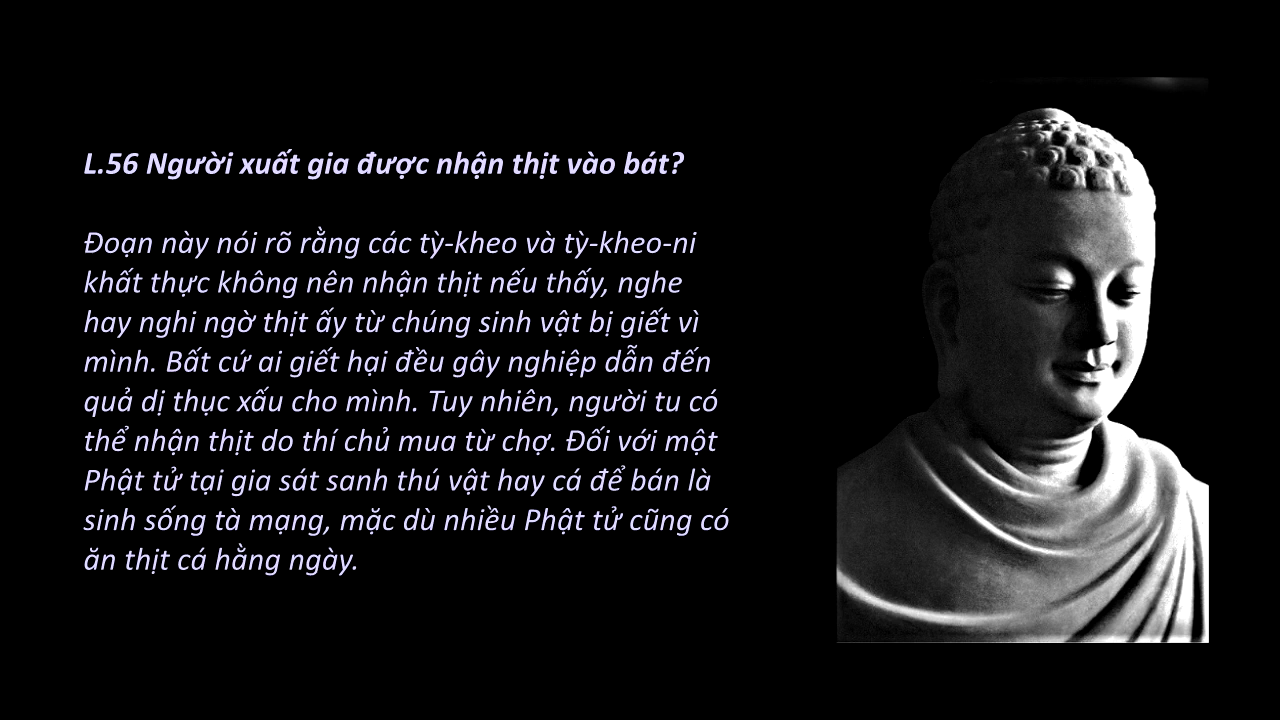 L.56 Người xuất gia được nhận thịt vào bát?
Đoạn này nói rõ rằng các tỳ-kheo và tỳ-kheo-ni
khất thực không nên nhận thịt nếu thấy, nghe
hay nghi ngờ thịt ấy từ chúng sinh vật bị giết vì
mình. Bất cứ ai giết hại đều gây nghiệp dẫn đến
quả dị thục xấu cho mình. Tuy nhiên, người tu có
thể nhận thịt do thí chủ mua từ chợ. Đối với một
Phật tử tại gia sát sanh thú vật hay cá để bán là
sinh sống tà mạng, mặc dù nhiều Phật tử cũng có
ăn thịt cá hằng ngày.